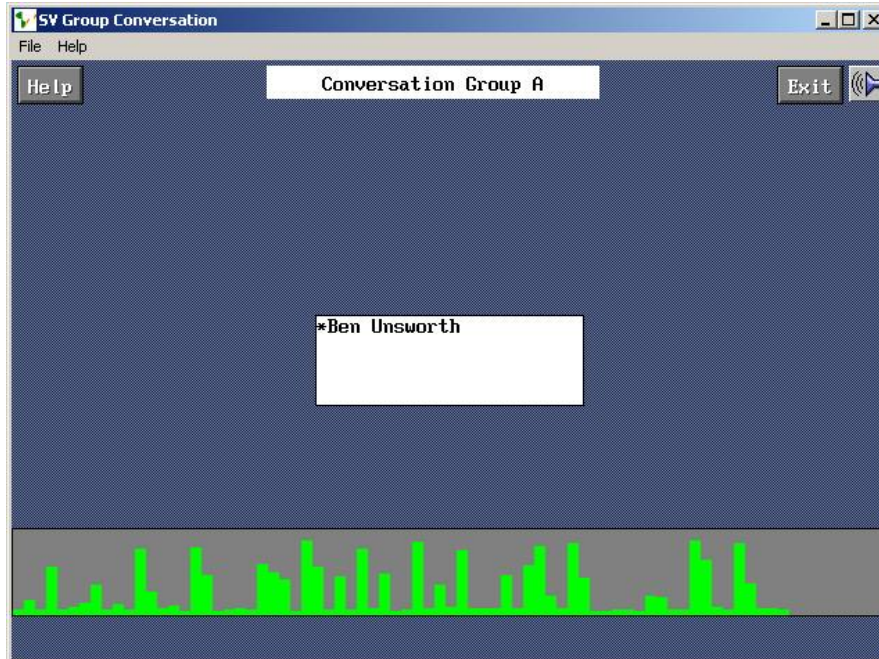 SV Group Conversation
File Help
Help
Conversation Group A
Exit
*Ben Unsworth